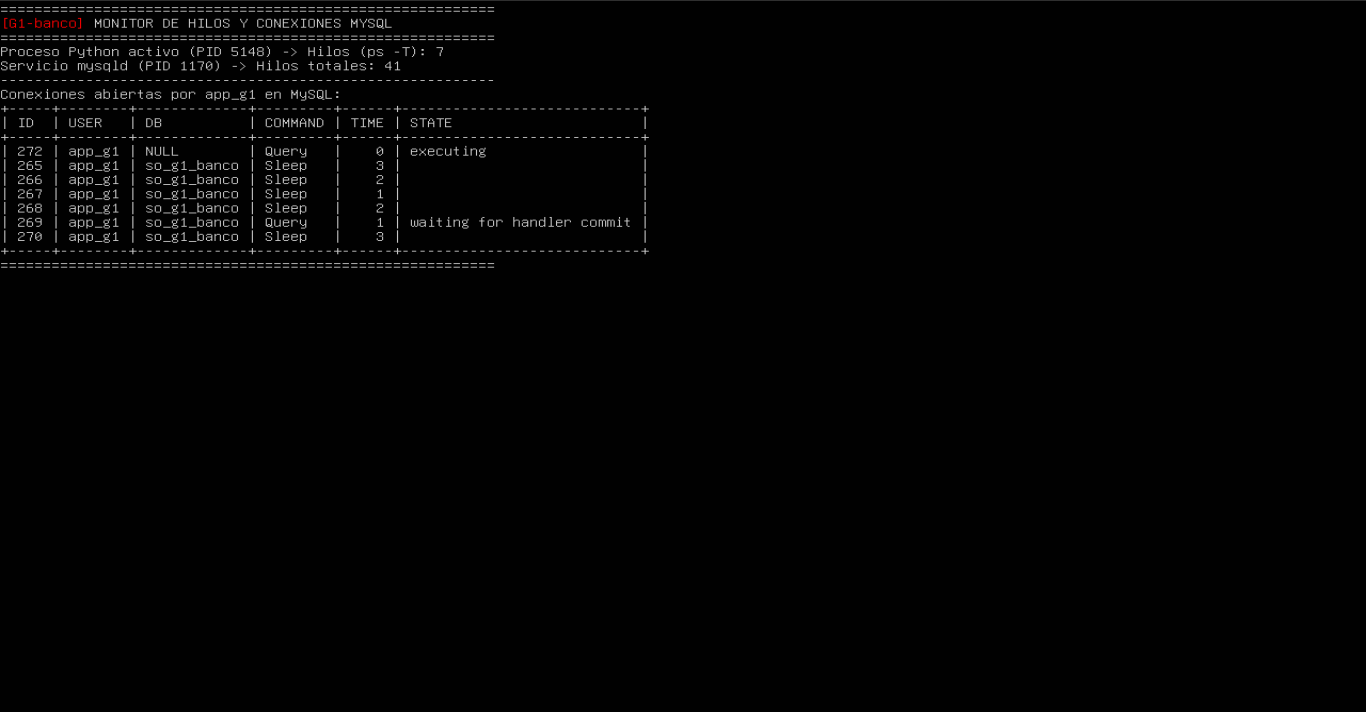 ==========================================================
[G1-banco] MONITOR DE HILOS Y CONEXIONES MYSQL
==========================================================
Proceso Python activo (PID 5148) -> Hilos (ps -T): 7
Servicio mysqld (PID 1170) -> Hilos totales: 41
----------------------------------------------------------
Conexiones abiertas por app_g1 en MySQL:
+-----+--------+-------------+---------+------+----------------------------+
| ID  | USER   | DB          | COMMAND | TIME | STATE                      |
+-----+--------+-------------+---------+------+----------------------------+
| 272 | app_g1 | NULL        | Query   |    0 | executing                  |
| 265 | app_g1 | so_g1_banco | Sleep   |    3 |                            |
| 266 | app_g1 | so_g1_banco | Sleep   |    2 |                            |
| 267 | app_g1 | so_g1_banco | Sleep   |    1 |                            |
| 268 | app_g1 | so_g1_banco | Sleep   |    2 |                            |
| 269 | app_g1 | so_g1_banco | Query   |    1 | waiting for handler commit |
| 270 | app_g1 | so_g1_banco | Sleep   |    3 |                            |
+-----+--------+-------------+---------+------+----------------------------+
==========================================================